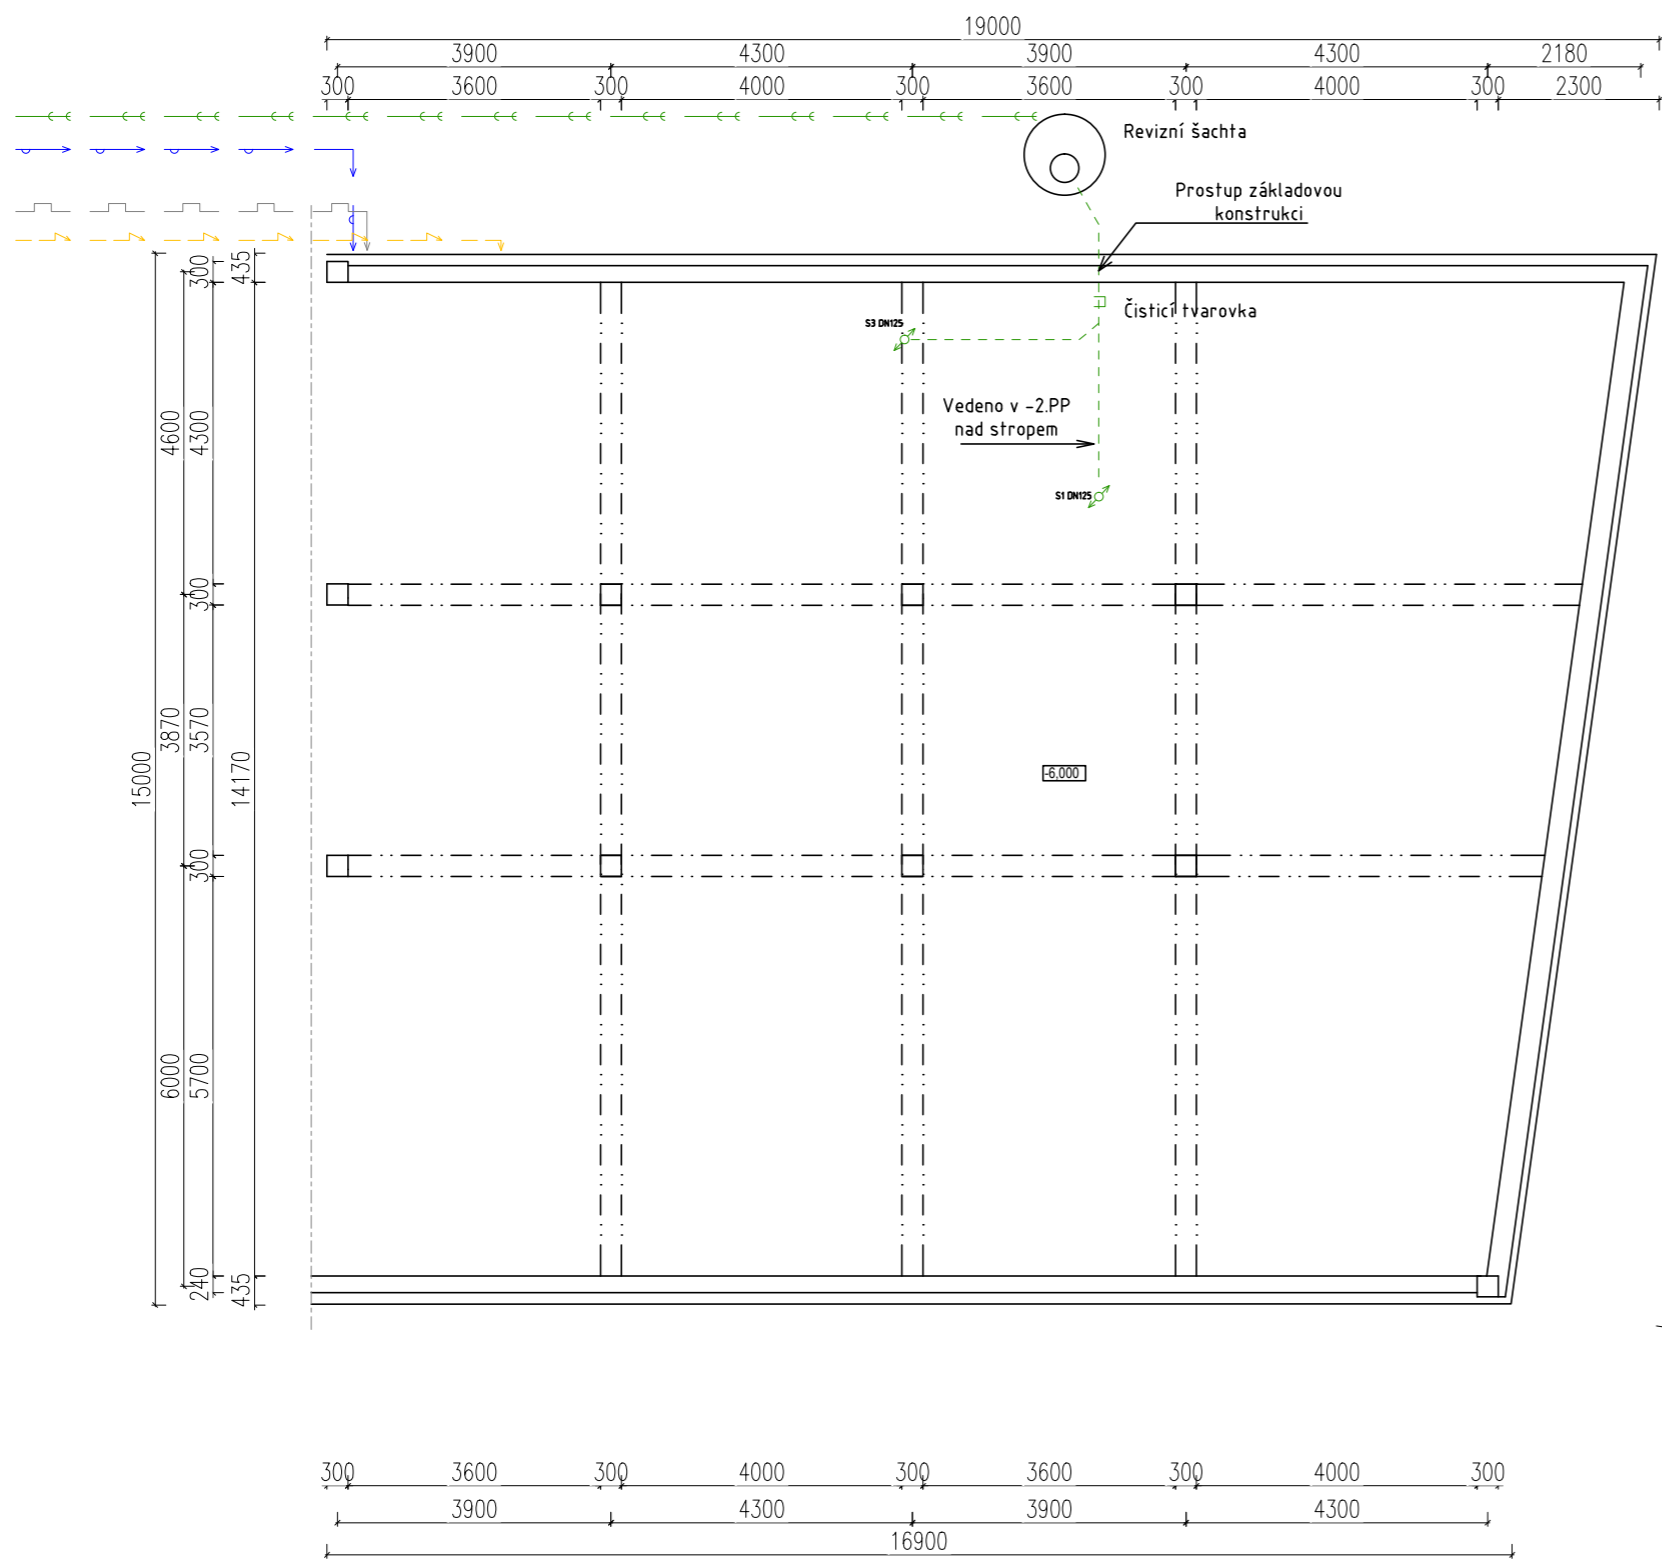 19000
3900 4300 3900 4300 2180
300 3600 300 4000 300 3600 300 4000 300 2300
Revizní šachta
Prostup základovou
konstrukci
Čisticí tvarovka
S3 DN125
Vedeno v -2.PP
nad stropem
S1 DN125
-6,000
15000
4600 3870 6000
300 4300 300 3570 300 5700 240
435 14170 435
300 3600 300 4000 300 3600 300 4000 300
3900 4300 3900 4300
16900